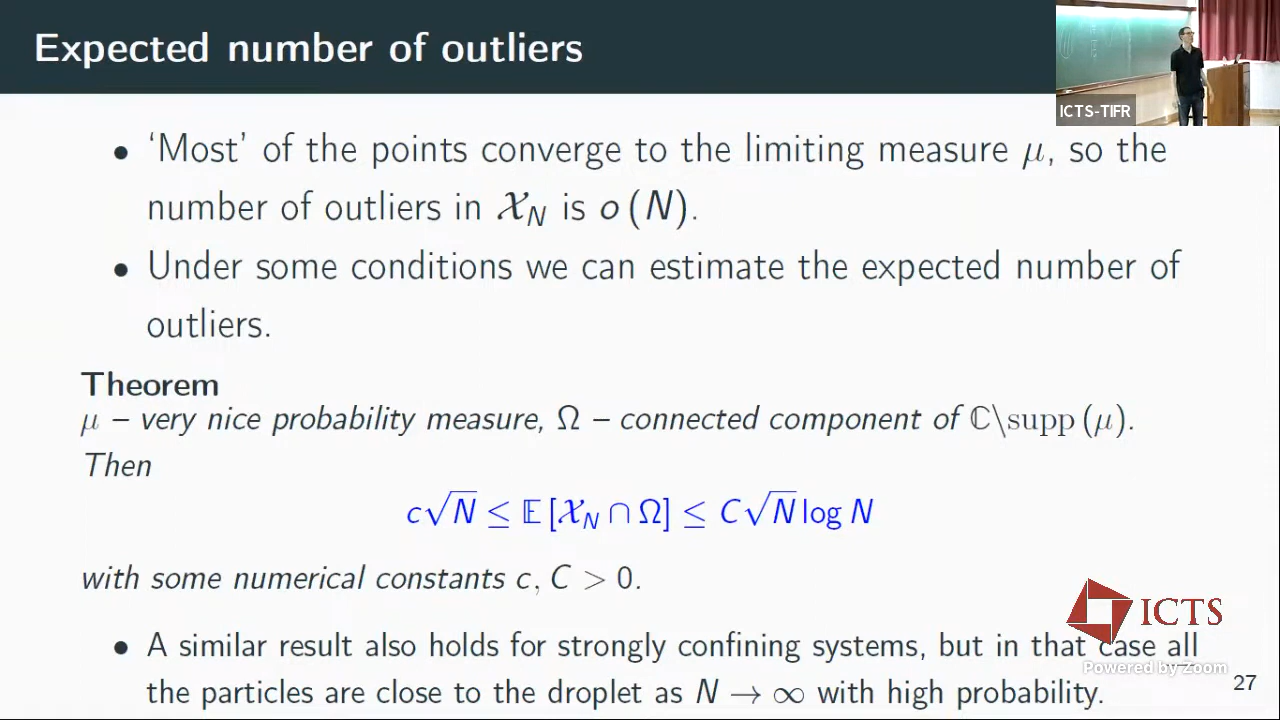 Expected number of outliers
ICTS-TIFR
• ‘Most’ of the points converge to the limiting measure μ, so the
number of outliers in 𝒳_N is o (N).
• Under some conditions we can estimate the expected number of
outliers.
Theorem
μ – very nice probability measure, Ω – connected component of ℂ\supp (μ).
Then
c√N ≤ 𝔼 [𝒳_N ∩ Ω] ≤ C√N log N
with some numerical constants c, C > 0.
• A similar result also holds for strongly confining systems, but in that case all
the particles are close to the droplet as N → ∞ with high probability.
ICTS
Powered by Zoom
27